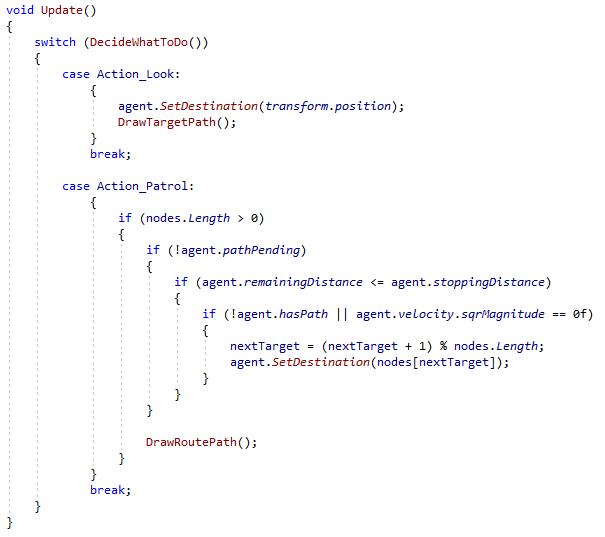 void Update()
{
    switch (DecideWhatToDo())
    {
        case Action_Look:
            {
                agent.SetDestination(transform.position);
                DrawTargetPath();
            }
            break;

        case Action_Patrol:
            {
                if (nodes.Length > 0)
                {
                    if (!agent.pathPending)
                    {
                        if (agent.remainingDistance <= agent.stoppingDistance)
                        {
                            if (!agent.hasPath || agent.velocity.sqrMagnitude == 0f)
                            {
                                nextTarget = (nextTarget + 1) % nodes.Length;
                                agent.SetDestination(nodes[nextTarget]);
                            }
                        }
                    }

                    DrawRoutePath();
                }
            }
            break;
    }
}